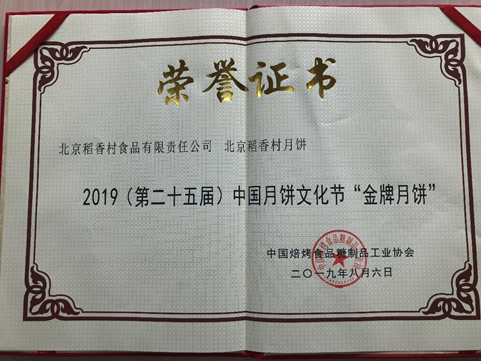 荣誉证书
北京稻香村食品有限责任公司 北京稻香村月饼
2019（第二十五届）中国月饼文化节“金牌月饼”
中国焙烤食品糖制品工业协会
二〇一九年八月六日